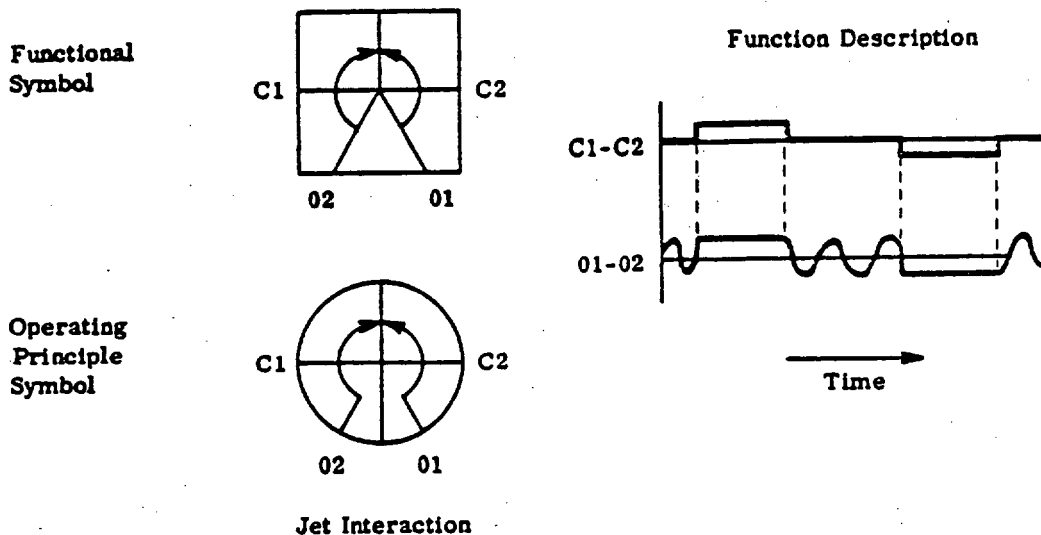 Functional
Symbol
C1
C2
02
01
Function Description
C1-C2
01-02
Time
Operating
Principle
Symbol
C1
C2
02
01
Jet Interaction